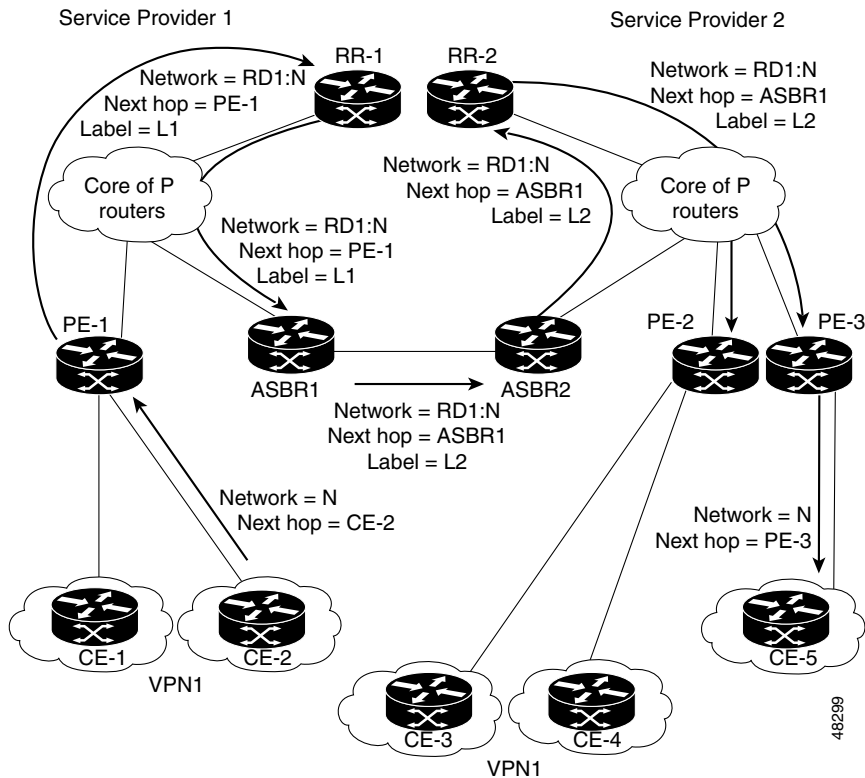 Service Provider 1
Service Provider 2
RR-1
RR-2
Network = RD1:N
Next hop = PE-1
Label = L1
Network = RD1:N
Next hop = ASBR1
Label = L2
Core of P
routers
Network = RD1:N
Next hop = ASBR1
Label = L2
Core of P
routers
Network = RD1:N
Next hop = PE-1
Label = L1
PE-1
ASBR1
ASBR2
PE-2
PE-3
Network = RD1:N
Next hop = ASBR1
Label = L2
Network = N
Next hop = CE-2
Network = N
Next hop = PE-3
CE-1
CE-2
VPN1
CE-3
CE-4
VPN1
CE-5
48299